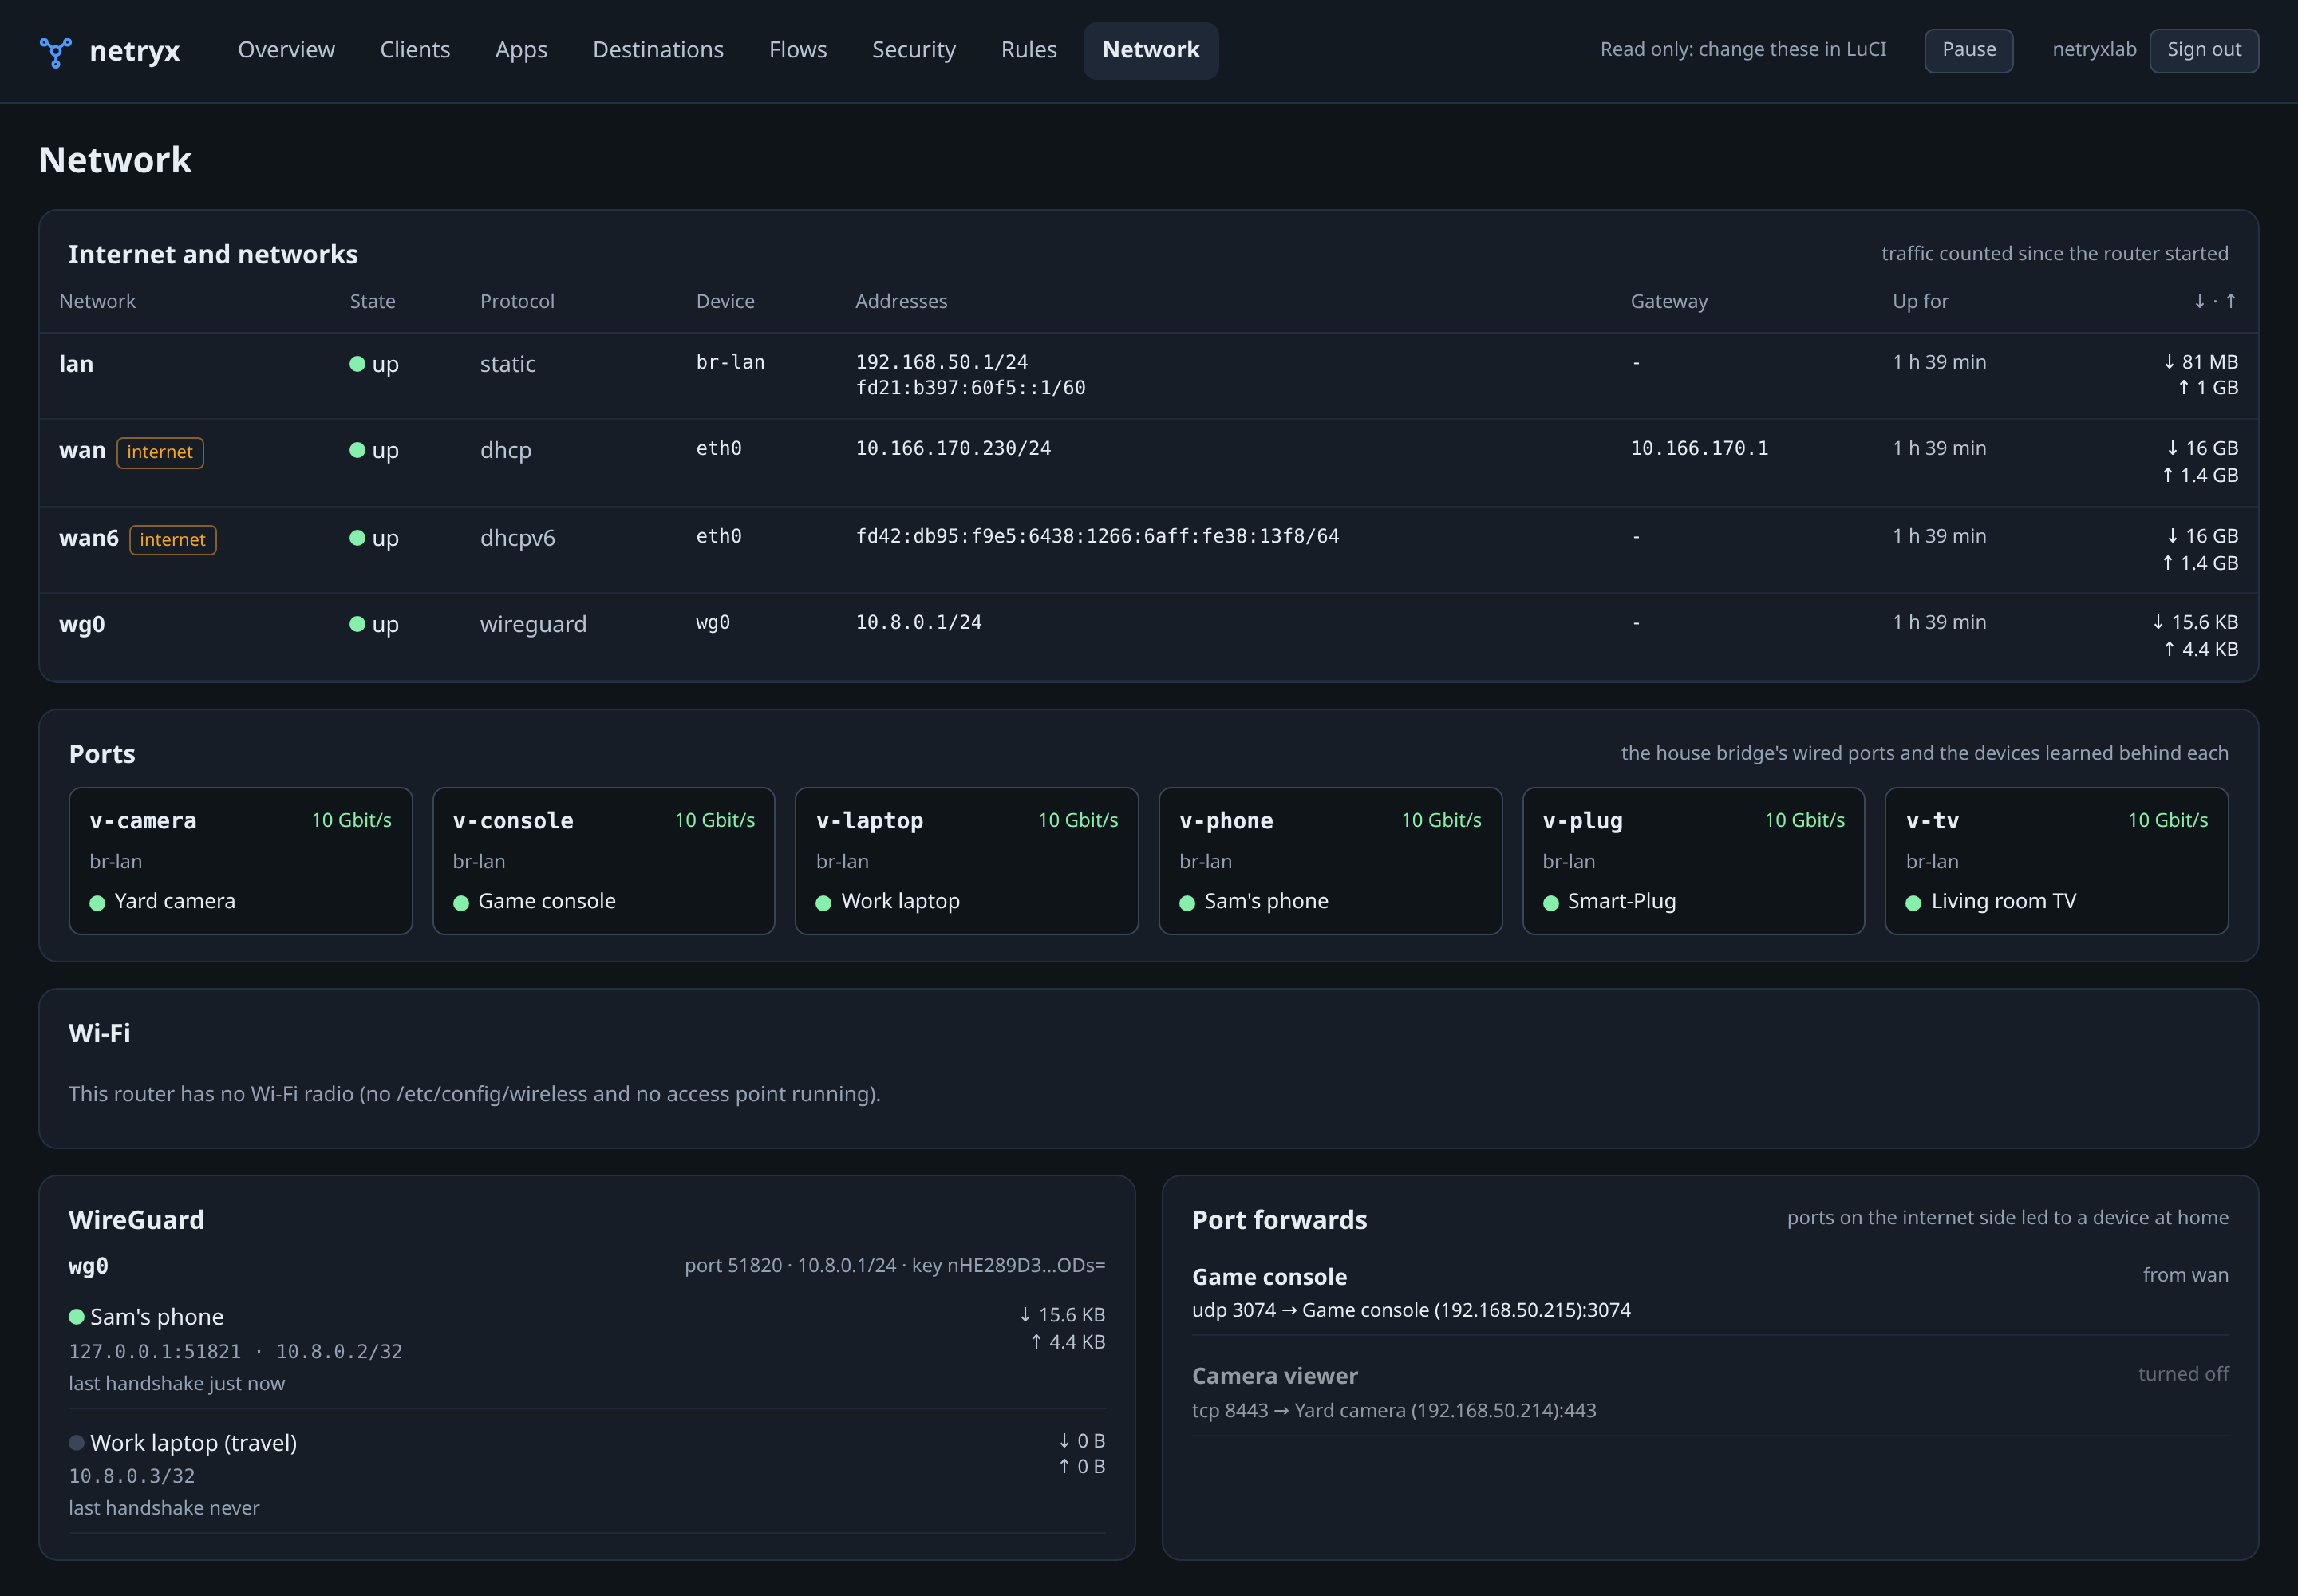 netryx Overview Clients Apps Destinations Flows Security Rules Network Read only: change these in LuCI Pause netryxlab Sign out
Network
Internet and networks traffic counted since the router started
Network State Protocol Device Addresses Gateway Up for ↓ · ↑
lan up static br-lan 192.168.50.1/24 - 1 h 39 min ↓ 81 MB
fd21:b397:60f5::1/60 ↑ 1 GB
wan internet up dhcp eth0 10.166.170.230/24 10.166.170.1 1 h 39 min ↓ 16 GB
↑ 1.4 GB
wan6 internet up dhcpv6 eth0 fd42:db95:f9e5:6438:1266:6aff:fe38:13f8/64 - 1 h 39 min ↓ 16 GB
↑ 1.4 GB
wg0 up wireguard wg0 10.8.0.1/24 - 1 h 39 min ↓ 15.6 KB
↑ 4.4 KB
Ports the house bridge's wired ports and the devices learned behind each
v-camera 10 Gbit/s
br-lan
Yard camera
v-console 10 Gbit/s
br-lan
Game console
v-laptop 10 Gbit/s
br-lan
Work laptop
v-phone 10 Gbit/s
br-lan
Sam's phone
v-plug 10 Gbit/s
br-lan
Smart-Plug
v-tv 10 Gbit/s
br-lan
Living room TV
Wi-Fi
This router has no Wi-Fi radio (no /etc/config/wireless and no access point running).
WireGuard
wg0 port 51820 · 10.8.0.1/24 · key nHE289D3...ODs=
Sam's phone ↓ 15.6 KB
↑ 4.4 KB
127.0.0.1:51821 · 10.8.0.2/32
last handshake just now
Work laptop (travel) ↓ 0 B
10.8.0.3/32 ↑ 0 B
last handshake never
Port forwards ports on the internet side led to a device at home
Game console from wan
udp 3074 → Game console (192.168.50.215):3074
Camera viewer turned off
tcp 8443 → Yard camera (192.168.50.214):443